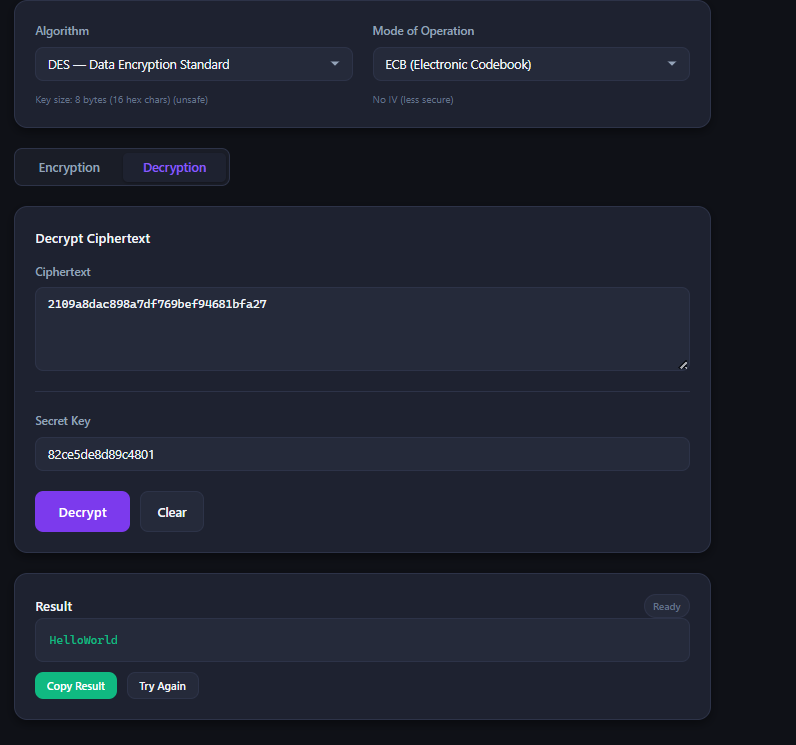 Algorithm
Mode of Operation
DES — Data Encryption Standard
ECB (Electronic Codebook)
Key size: 8 bytes (16 hex chars) (unsafe)
No IV (less secure)
Encryption
Decryption
Decrypt Ciphertext
Ciphertext
2109a8dac898a7df769bef94681bfa27
Secret Key
82ce5de8d89c4801
Decrypt
Clear
Result
Ready
HelloWorld
Copy Result
Try Again